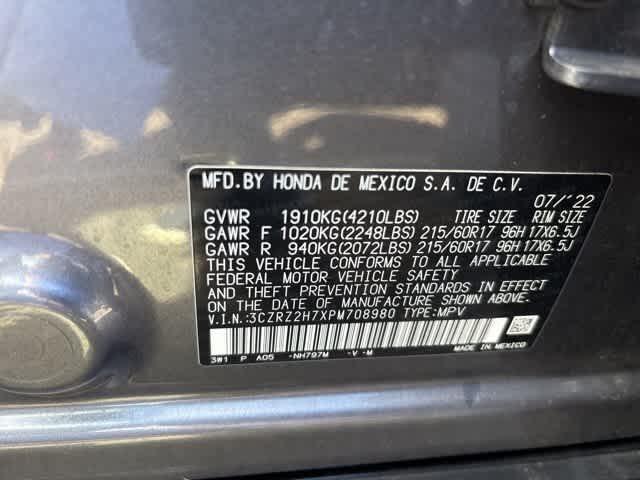 MFD. BY HONDA DE MEXICO S.A. DE C.V.
07/'22
GVWR 1910KG(4210LBS) TIRE SIZE RIM SIZE
GAWR F 1020KG(2248LBS) 215/60R17 96H 17X6.5J
GAWR R 940KG(2072LBS) 215/60R17 96H 17X6.5J
THIS VEHICLE CONFORMS TO ALL APPLICABLE
FEDERAL MOTOR VEHICLE SAFETY
AND THEFT PREVENTION STANDARDS IN EFFECT
ON THE DATE OF MANUFACTURE SHOWN ABOVE.
V.I.N.:3CZRZ2H7XPM708980 TYPE:MPV
3W1 P A05 -NH797M -V -M MADE IN MEXICO